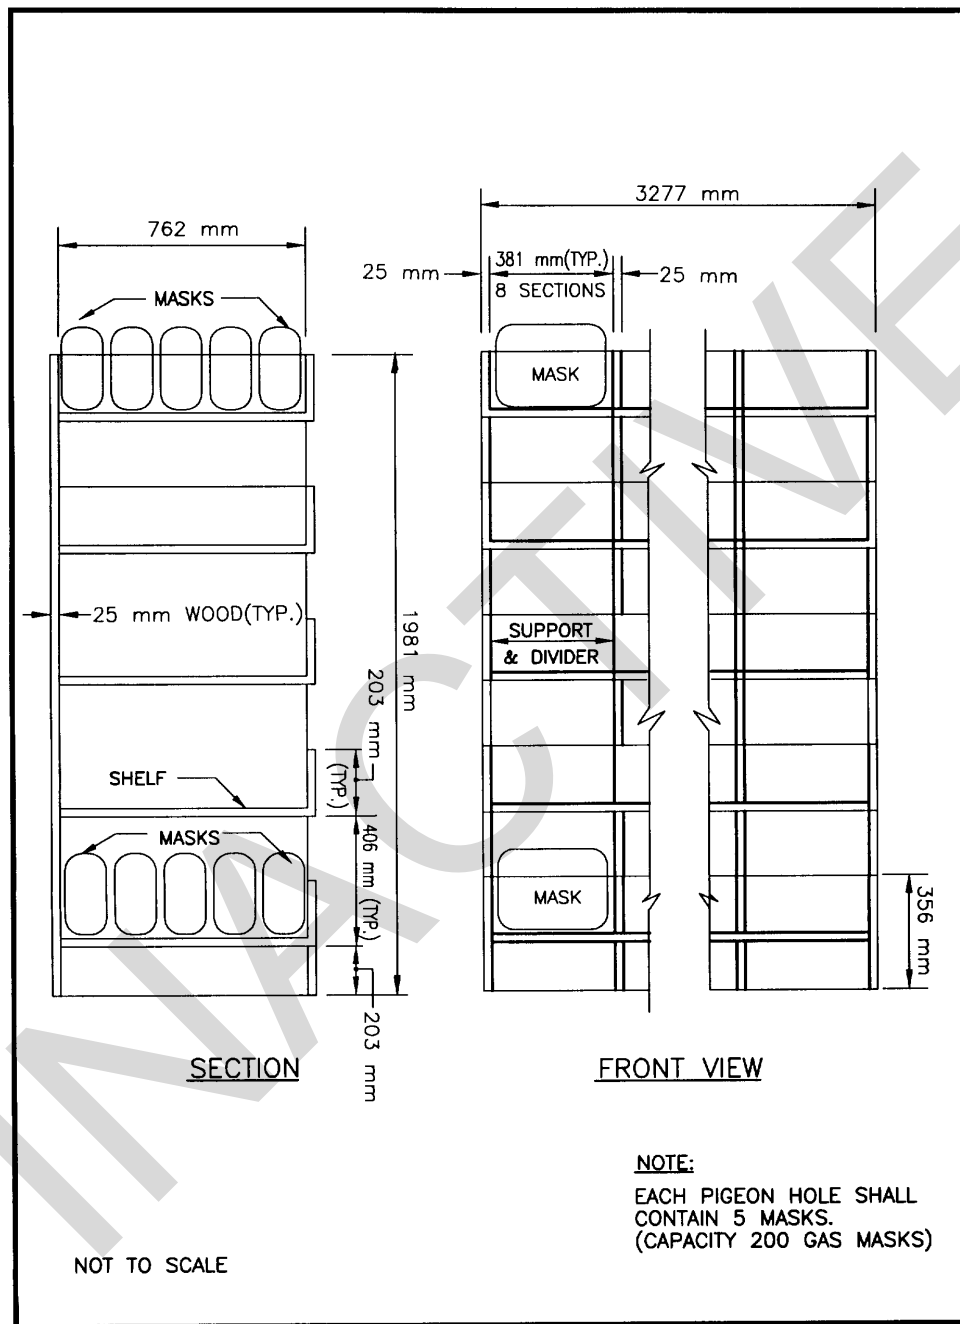 3277 mm
762 mm
381 mm(TYP.)
25 mm
25 mm
8 SECTIONS
MASKS
MASK
25 mm WOOD(TYP.)
1981 mm
SUPPORT
& DIVIDER
203 mm
(TYP.)
SHELF
MASKS
406 mm (TYP.)
MASK
356 mm
203 mm
SECTION
FRONT VIEW
NOTE:
EACH PIGEON HOLE SHALL
CONTAIN 5 MASKS.
(CAPACITY 200 GAS MASKS)
NOT TO SCALE
INACTIVE